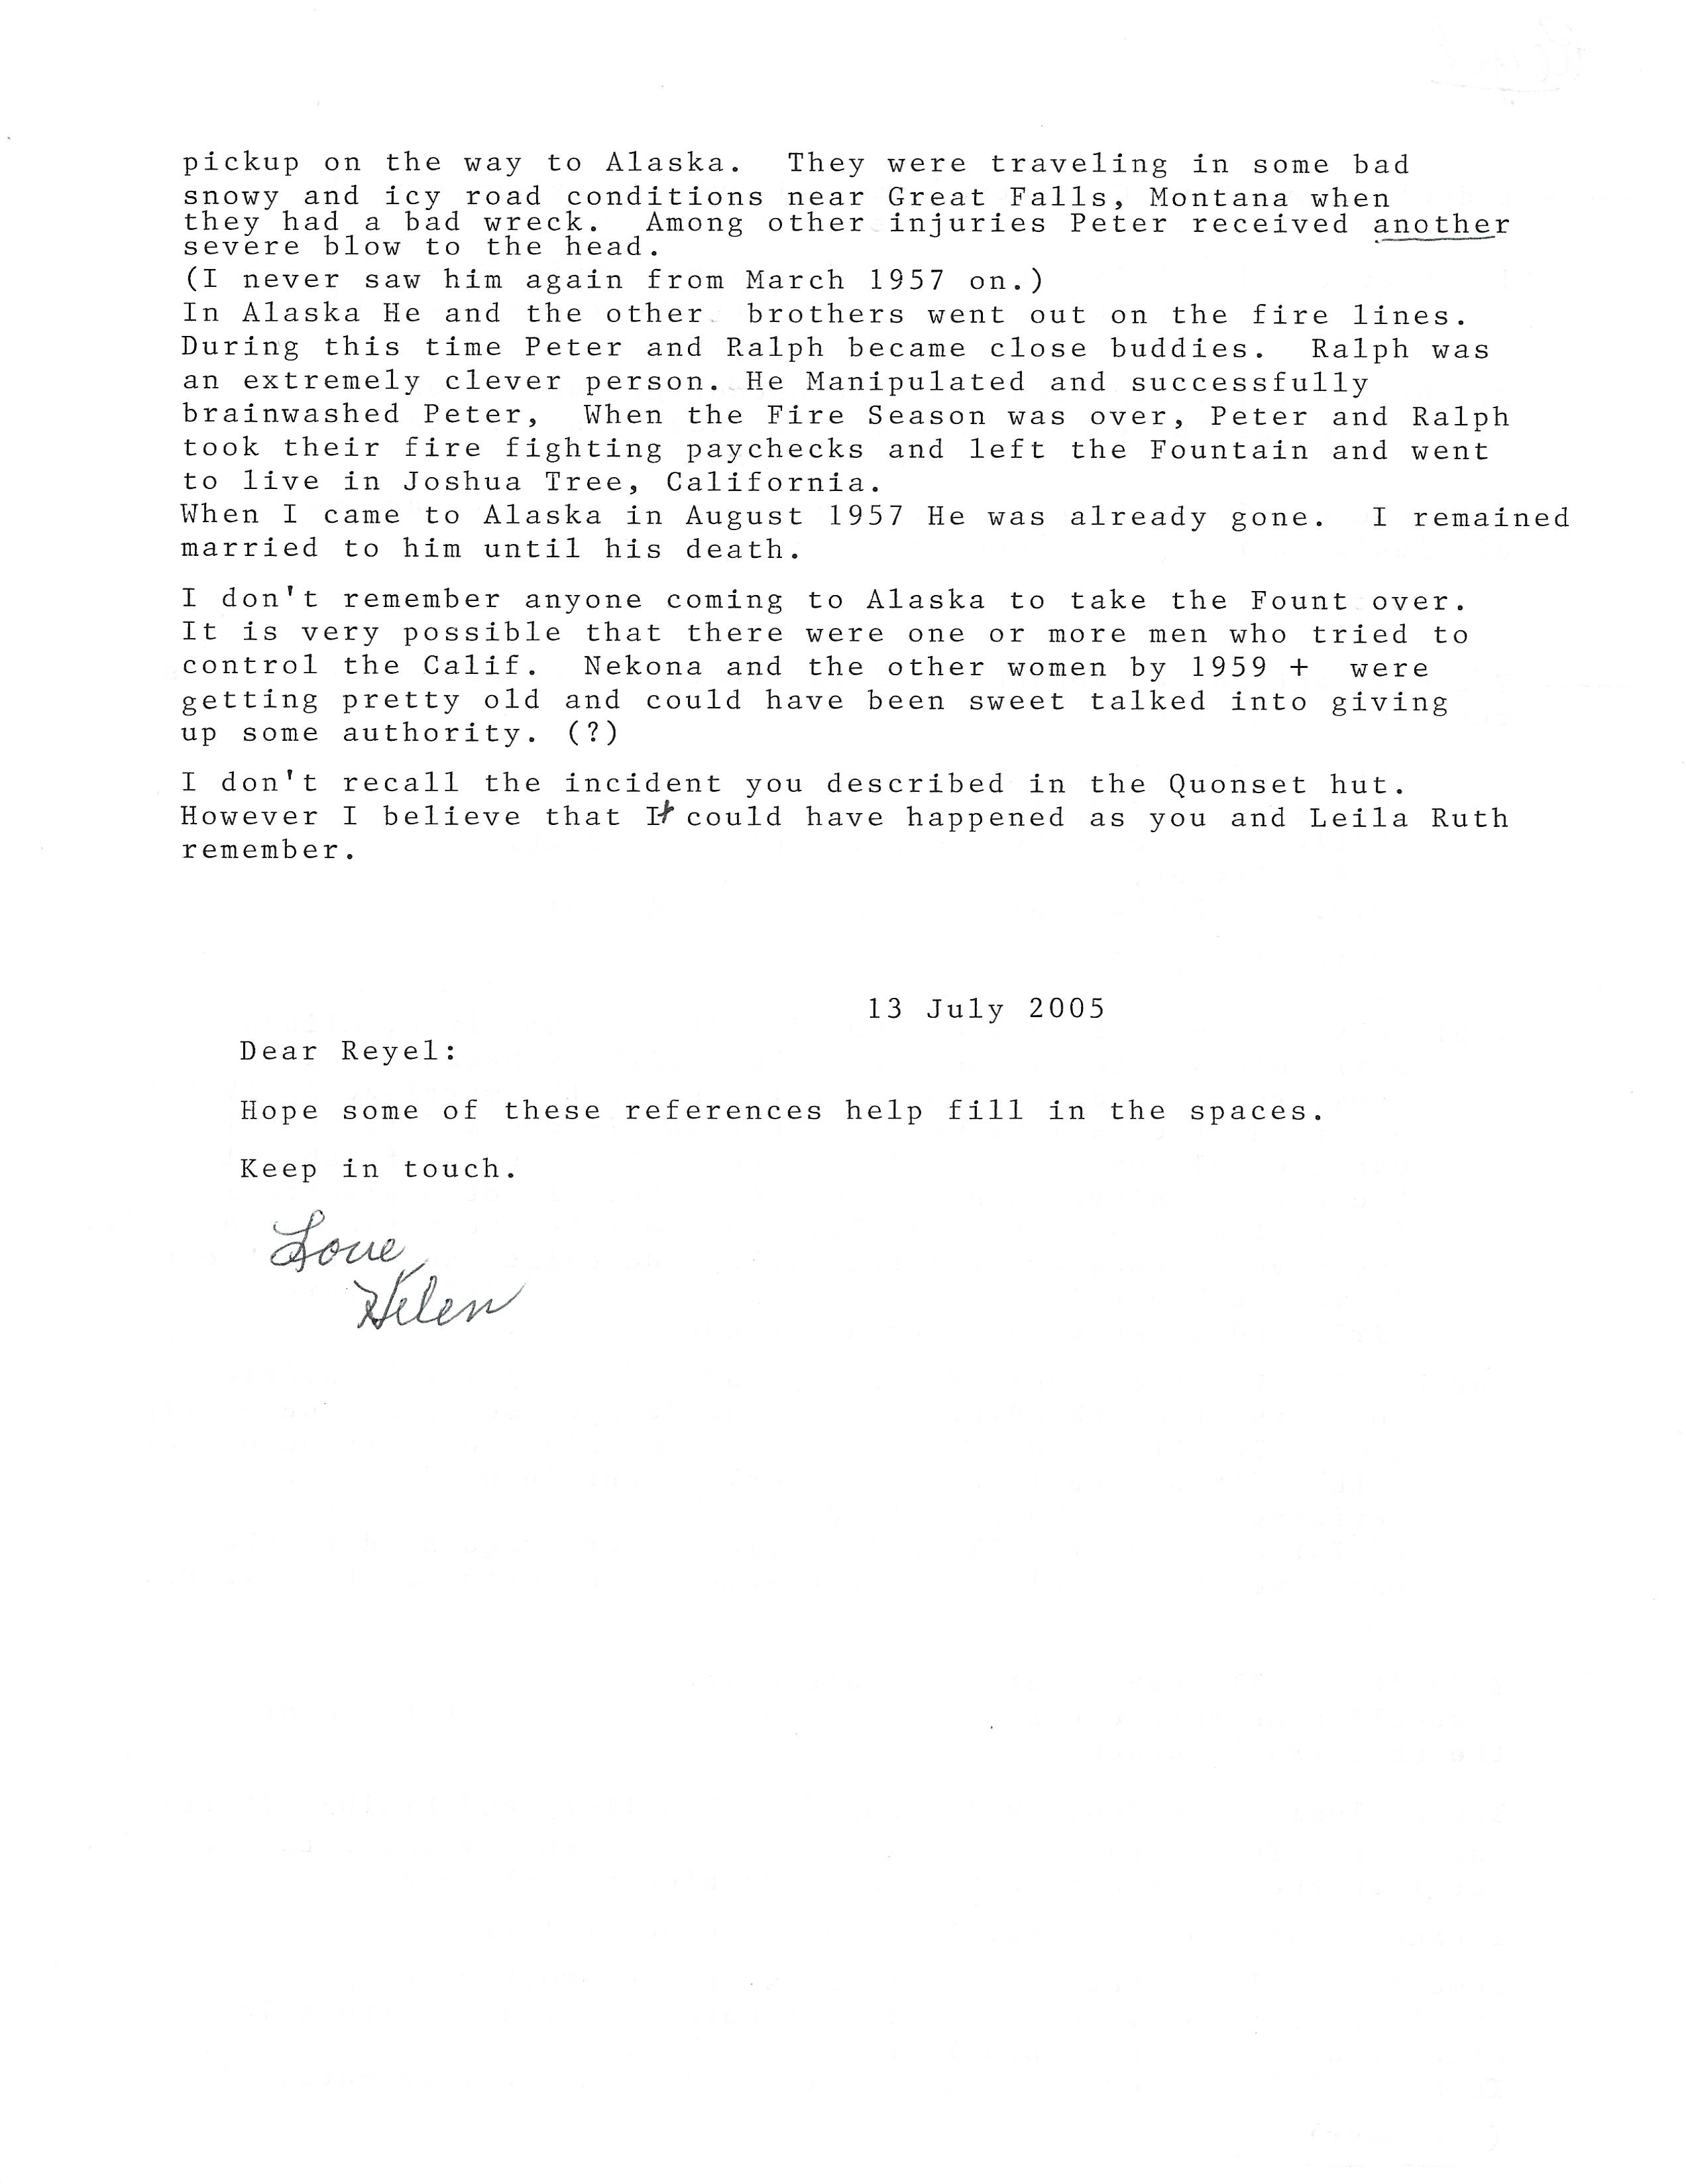 pickup on the way to Alaska.  They were traveling in some bad
snowy and icy road conditions near Great Falls, Montana when
they had a bad wreck.  Among other injuries Peter received another
severe blow to the head.
(I never saw him again from March 1957 on.)
In Alaska He and the other  brothers went out on the fire lines.
During this time Peter and Ralph became close buddies.  Ralph was
an extremely clever person. He Manipulated and successfully
brainwashed Peter,  When the Fire Season was over, Peter and Ralph
took their fire fighting paychecks and left the Fountain and went
to live in Joshua Tree, California.
When I came to Alaska in August 1957 He was already gone.  I remained
married to him until his death.
I don't remember anyone coming to Alaska to take the Fount over.
It is very possible that there were one or more men who tried to
control the Calif.  Nekona and the other women by 1959 +  were
getting pretty old and could have been sweet talked into giving
up some authority. (?)
I don't recall the incident you described in the Quonset hut.
However I believe that It could have happened as you and Leila Ruth
remember.
13 July 2005
Dear Reyel:
Hope some of these references help fill in the spaces.
Keep in touch.
Love,
Helen